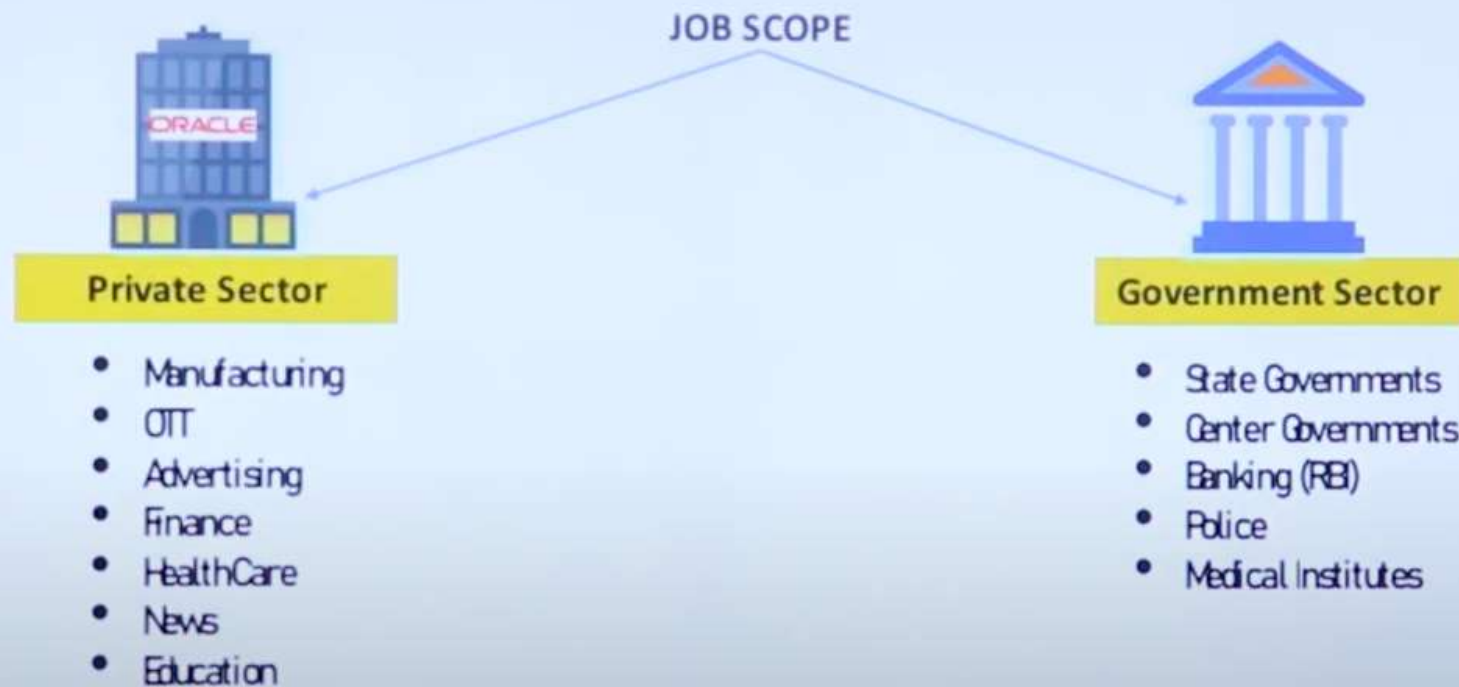 JOB SCOPE
ORACLE
Private Sector
• Manufacturing
• OTT
• Advertising
• Finance
• HealthCare
• News
• Education
Government Sector
• State Governments
• Center Governments
• Banking (RBI)
• Police
• Medical Institutes